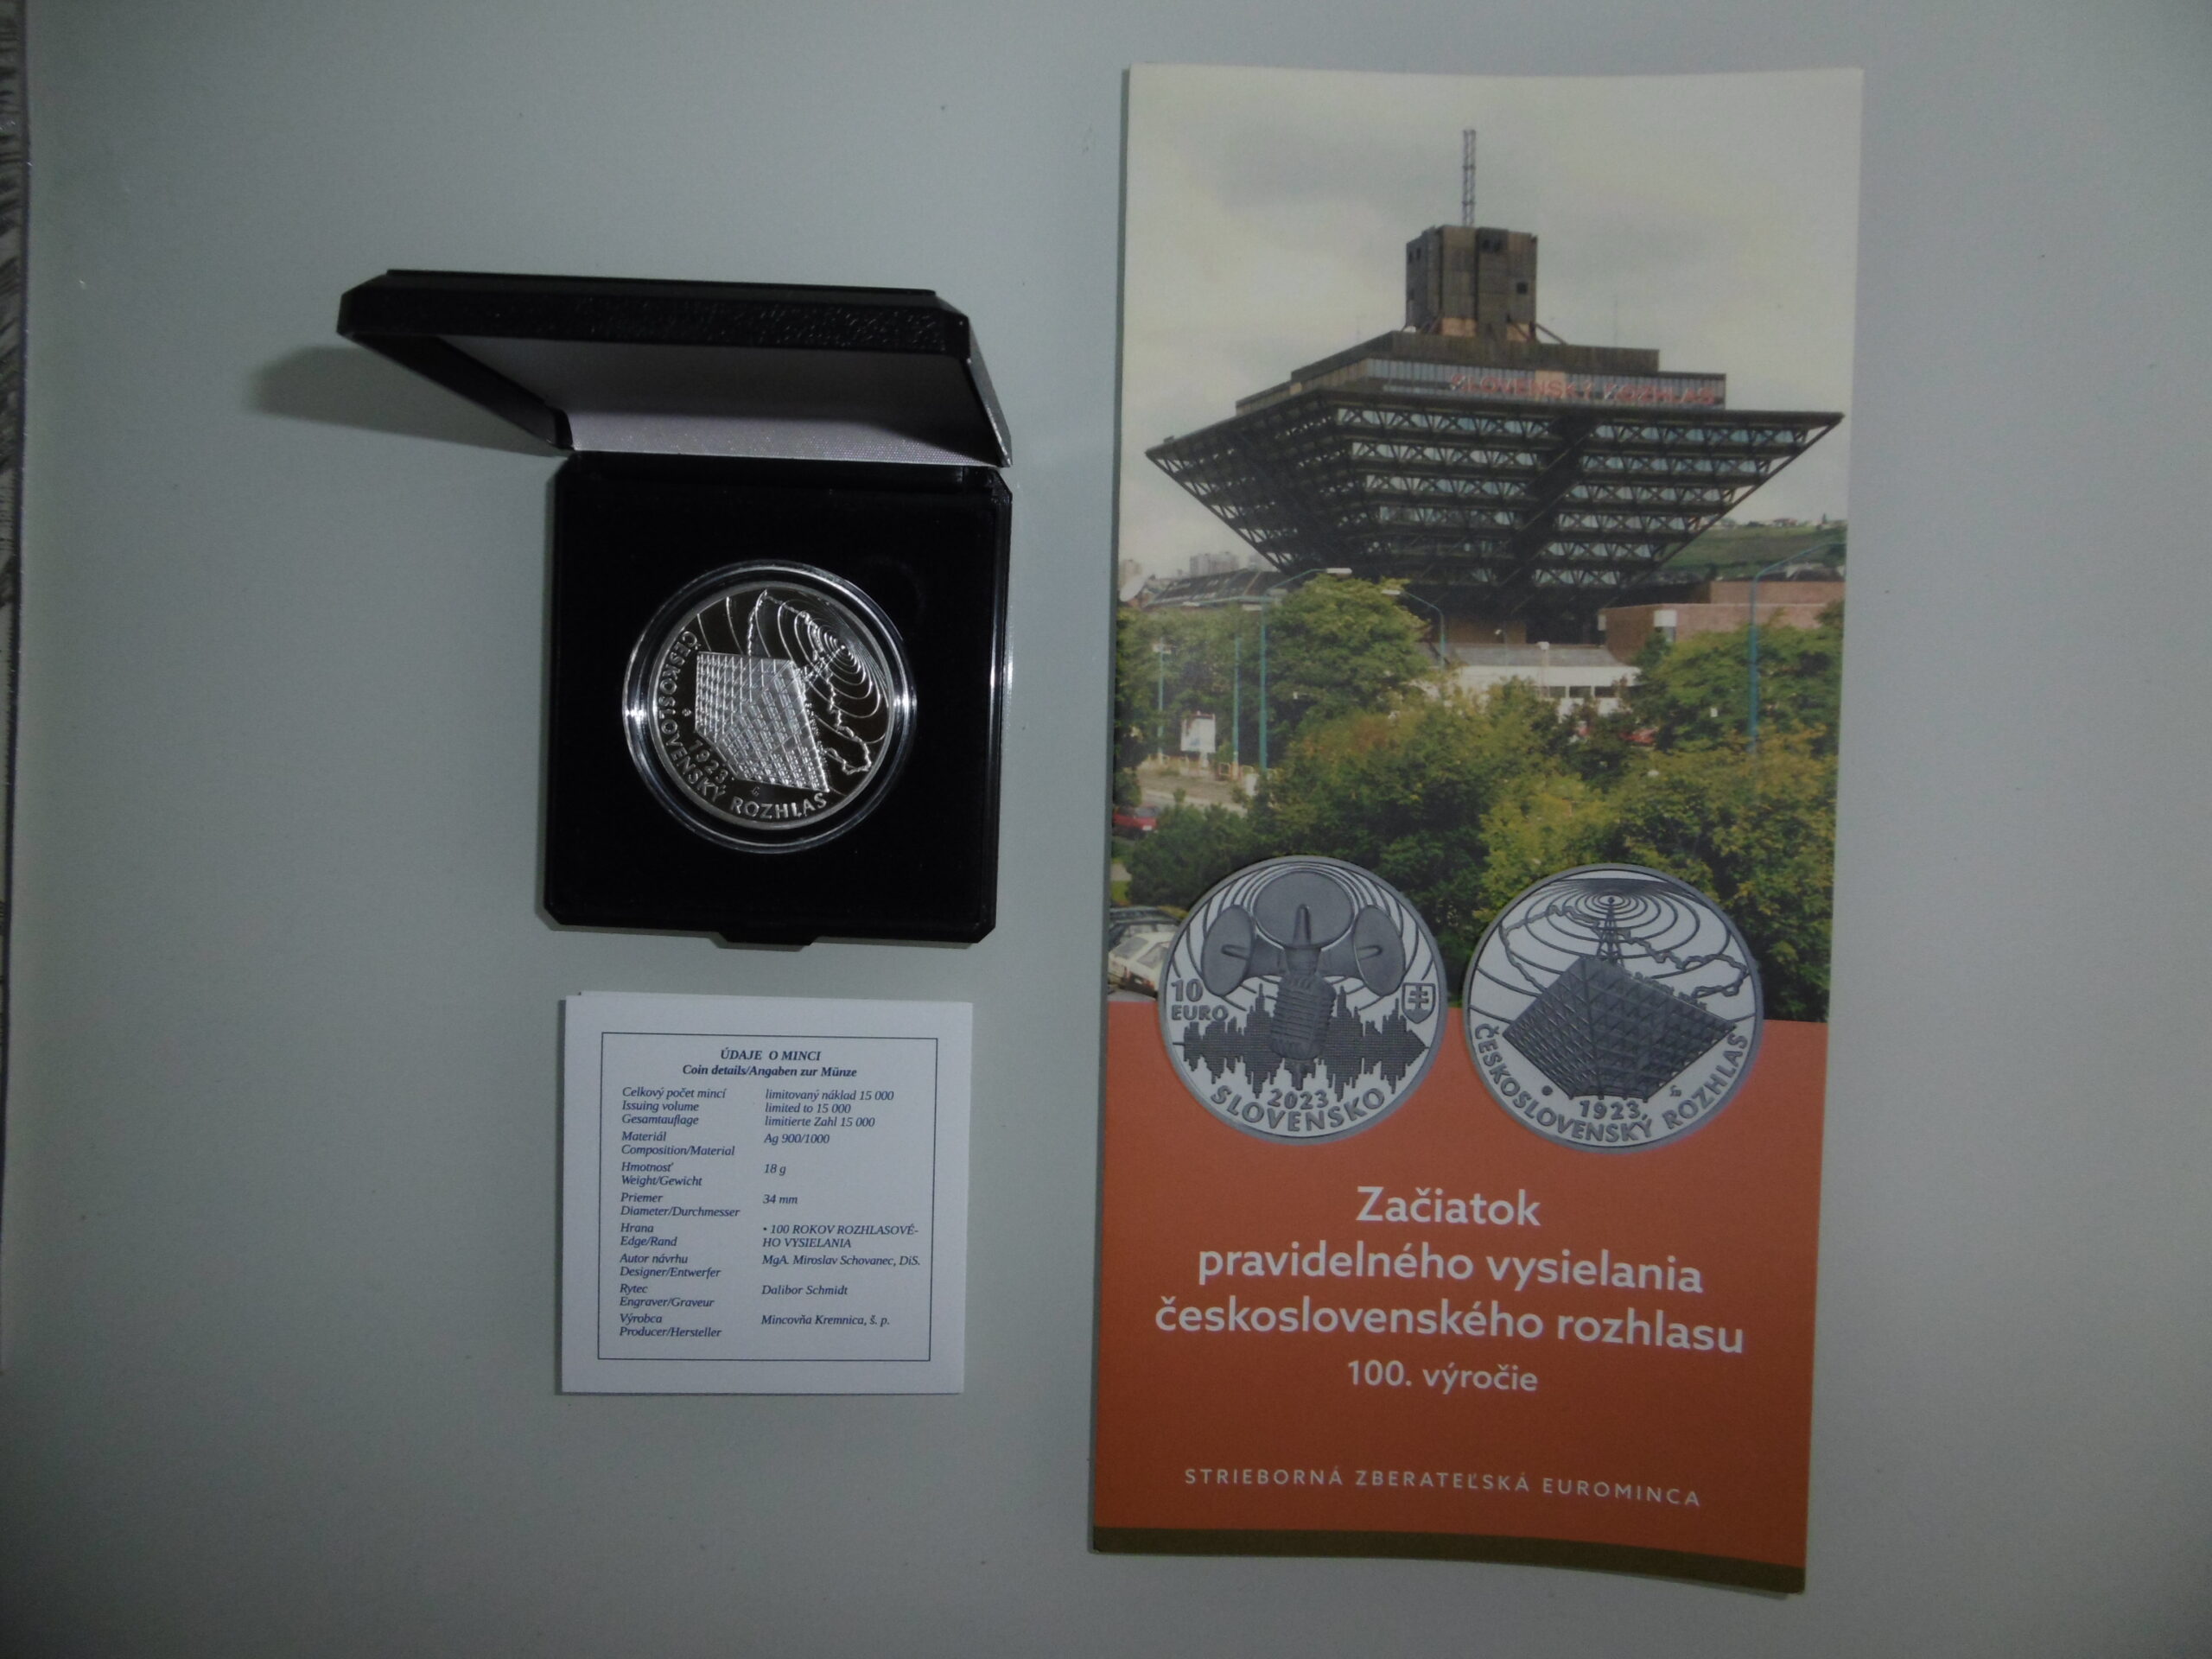 ČESKOSLOVENSKÝ ROZHLAS
1923
ÚDAJE O MINCI
Coin details/Angaben zur Münze
Celkový počet mincí limitovaný náklad 15 000
Issuing volume limited to 15 000
Gesamtauflage limitierte Zahl 15 000
Materiál Ag 900/1000
Composition/Material
Hmotnosť 18 g
Weight/Gewicht
Priemer 34 mm
Diameter/Durchmesser
Hrana • 100 ROKOV ROZHLASOVÉ-
Edge/Rand HO VYSIELANIA
Autor návrhu MgA. Miroslav Schovanec, DiS.
Designer/Entwerfer
Rytec Dalibor Schmidt
Engraver/Graveur
Výrobca Mincovňa Kremnica, š. p.
Producer/Hersteller
SLOVENSKÝ ROZHLAS
10
EURO
2023
SLOVENSKO
1923
ČESKOSLOVENSKÝ ROZHLAS
Začiatok
pravidelného vysielania
československého rozhlasu
100. výročie
STRIEBORNÁ ZBERATEĽSKÁ EUROMINCA